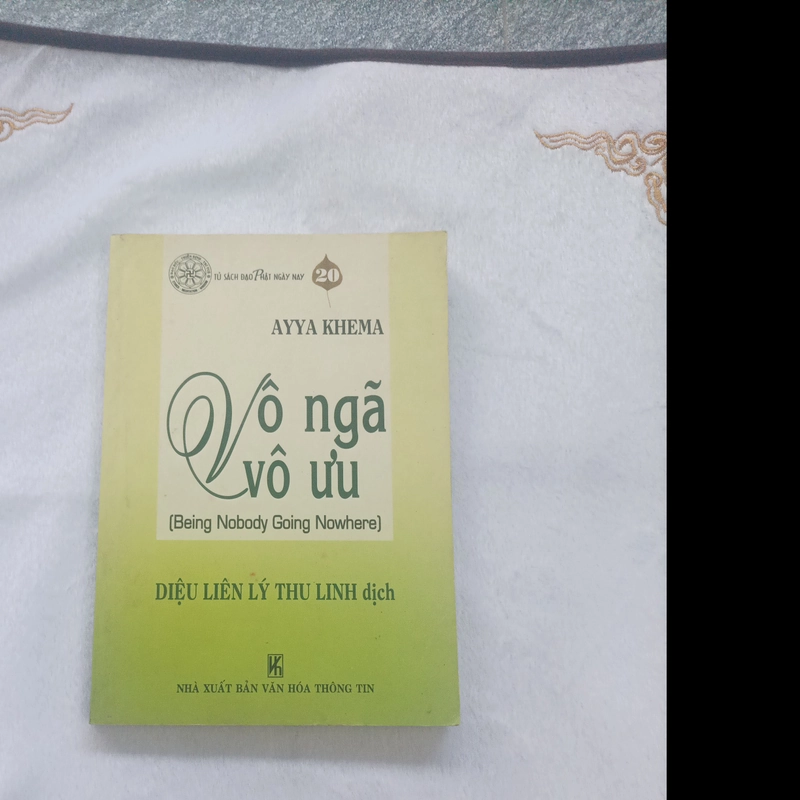 TỦ SÁCH ĐẠO PHẬT NGÀY NAY 20
AYYA KHEMA
Vô ngã
vô ưu
(Being Nobody Going Nowhere)
DIỆU LIÊN LÝ THU LINH dịch
NHÀ XUẤT BẢN VĂN HÓA THÔNG TIN